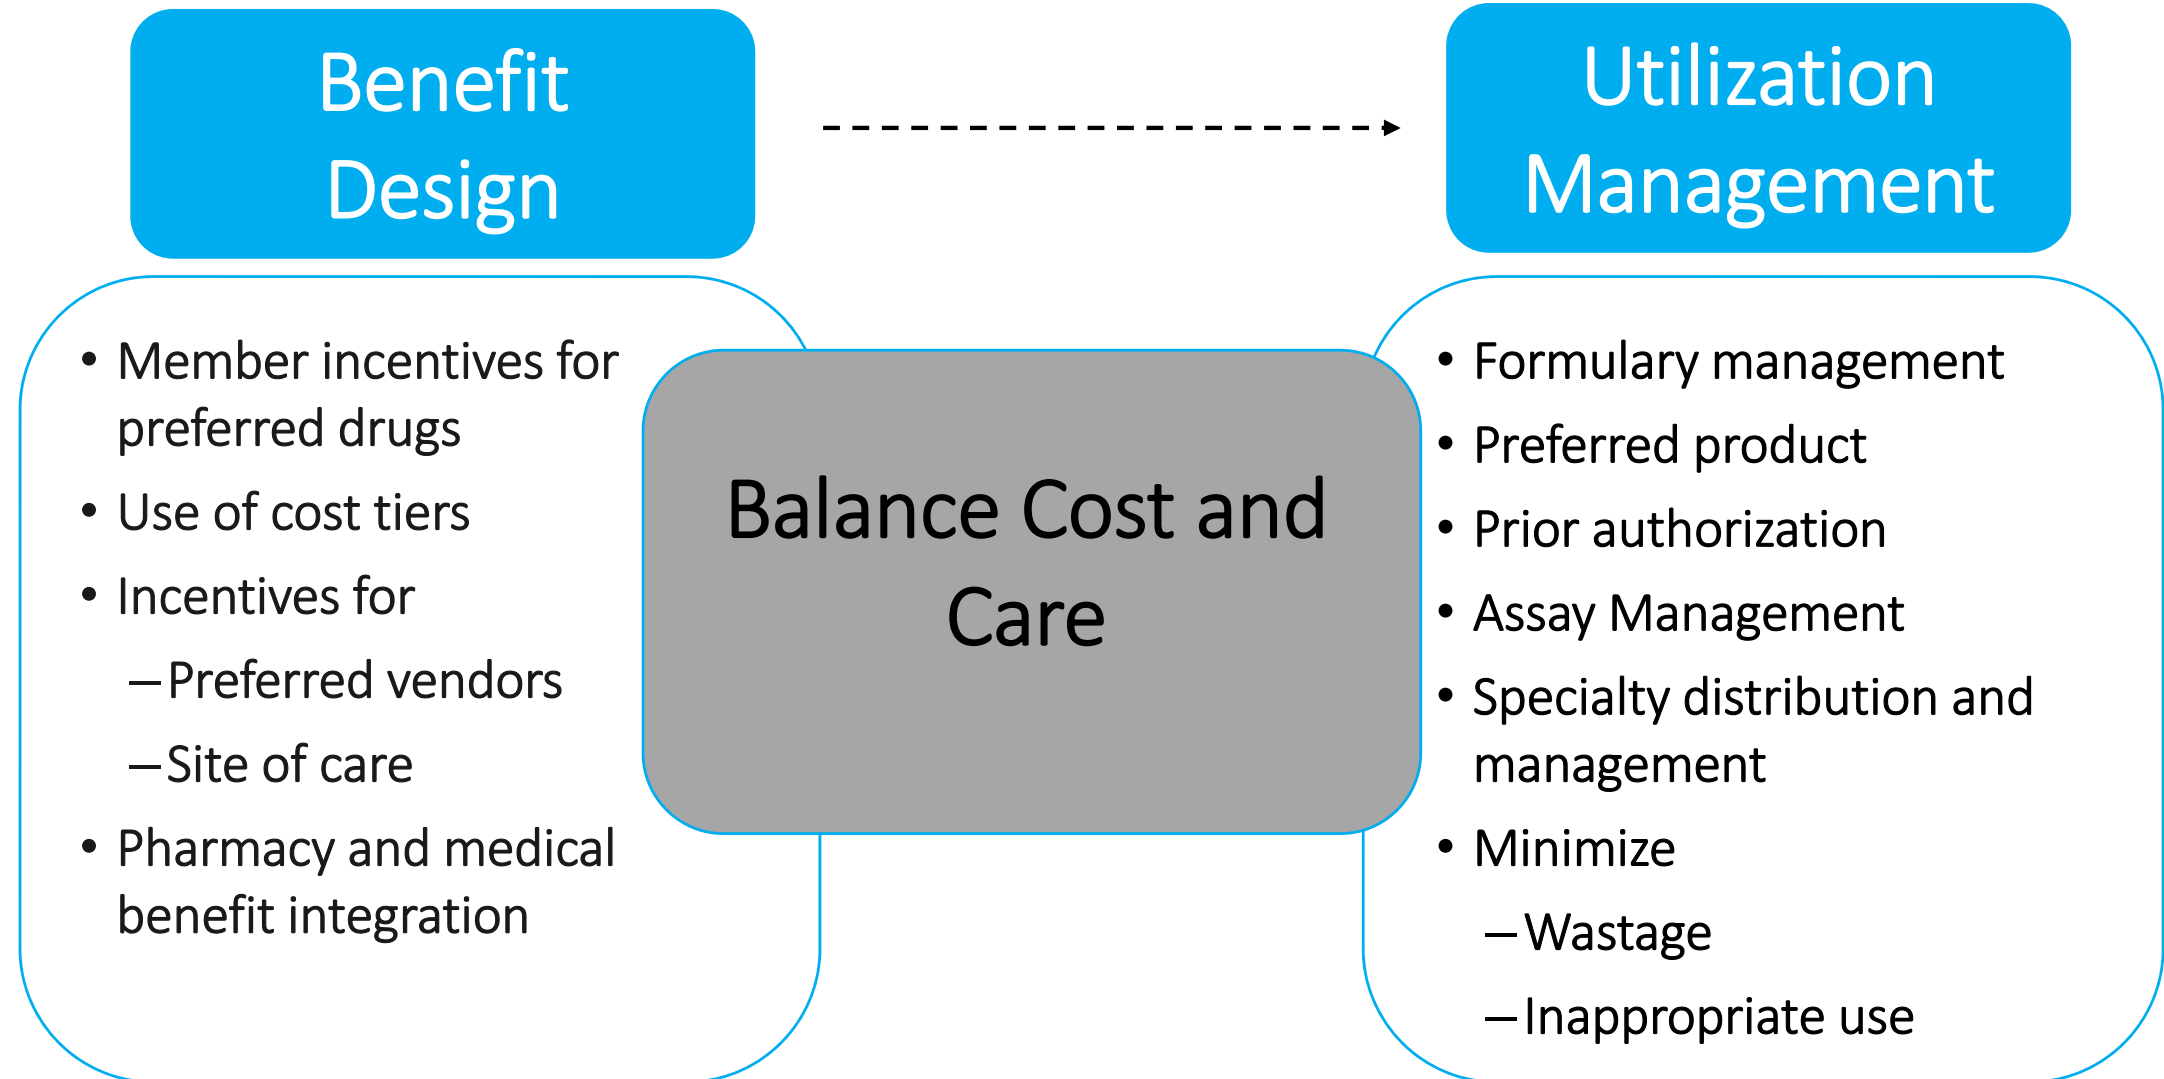 Benefit
Design
Utilization
Management
• Member incentives for
preferred drugs
• Use of cost tiers
• Incentives for
–Preferred vendors
–Site of care
• Pharmacy and medical
benefit integration
Balance Cost and
Care
• Formulary management
• Preferred product
• Prior authorization
• Assay Management
• Specialty distribution and
management
• Minimize
–Wastage
–Inappropriate use